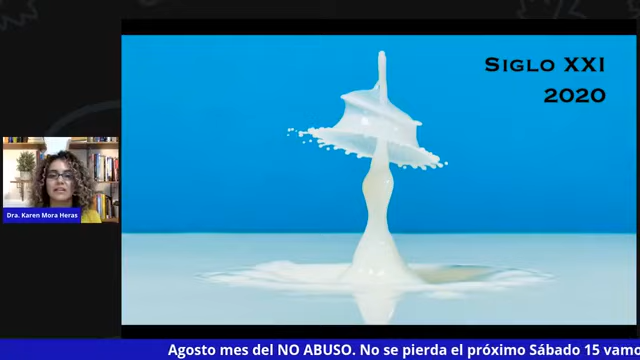 SIGLO XXI
2020
Dra. Karen Mora Heras
Agosto mes del NO ABUSO. No se pierda el próximo Sábado 15 vamo